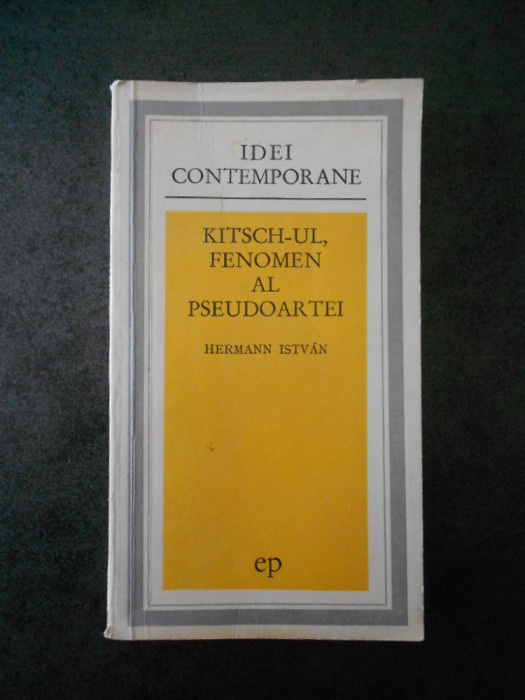 IDEI
CONTEMPORANE
KITSCH-UL,
FENOMEN
AL
PSEUDOARTEI
HERMANN ISTVÁN
ep